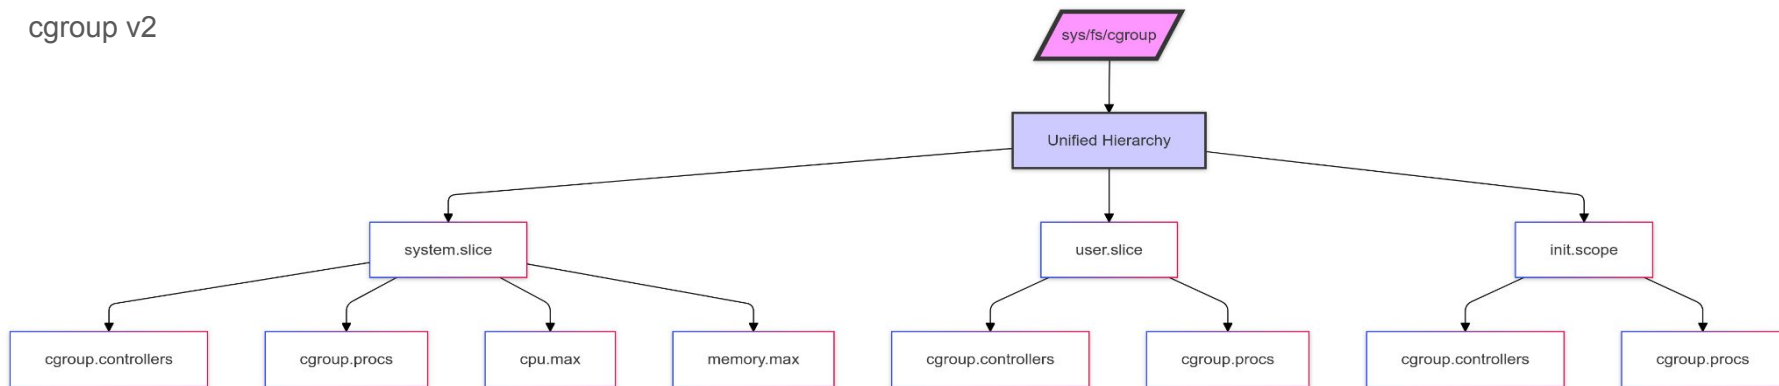 cgroup v2
sys/fs/cgroup
Unified Hierarchy
system.slice
user.slice
init.scope
cgroup.controllers
cgroup.procs
cpu.max
memory.max
cgroup.controllers
cgroup.procs
cgroup.controllers
cgroup.procs